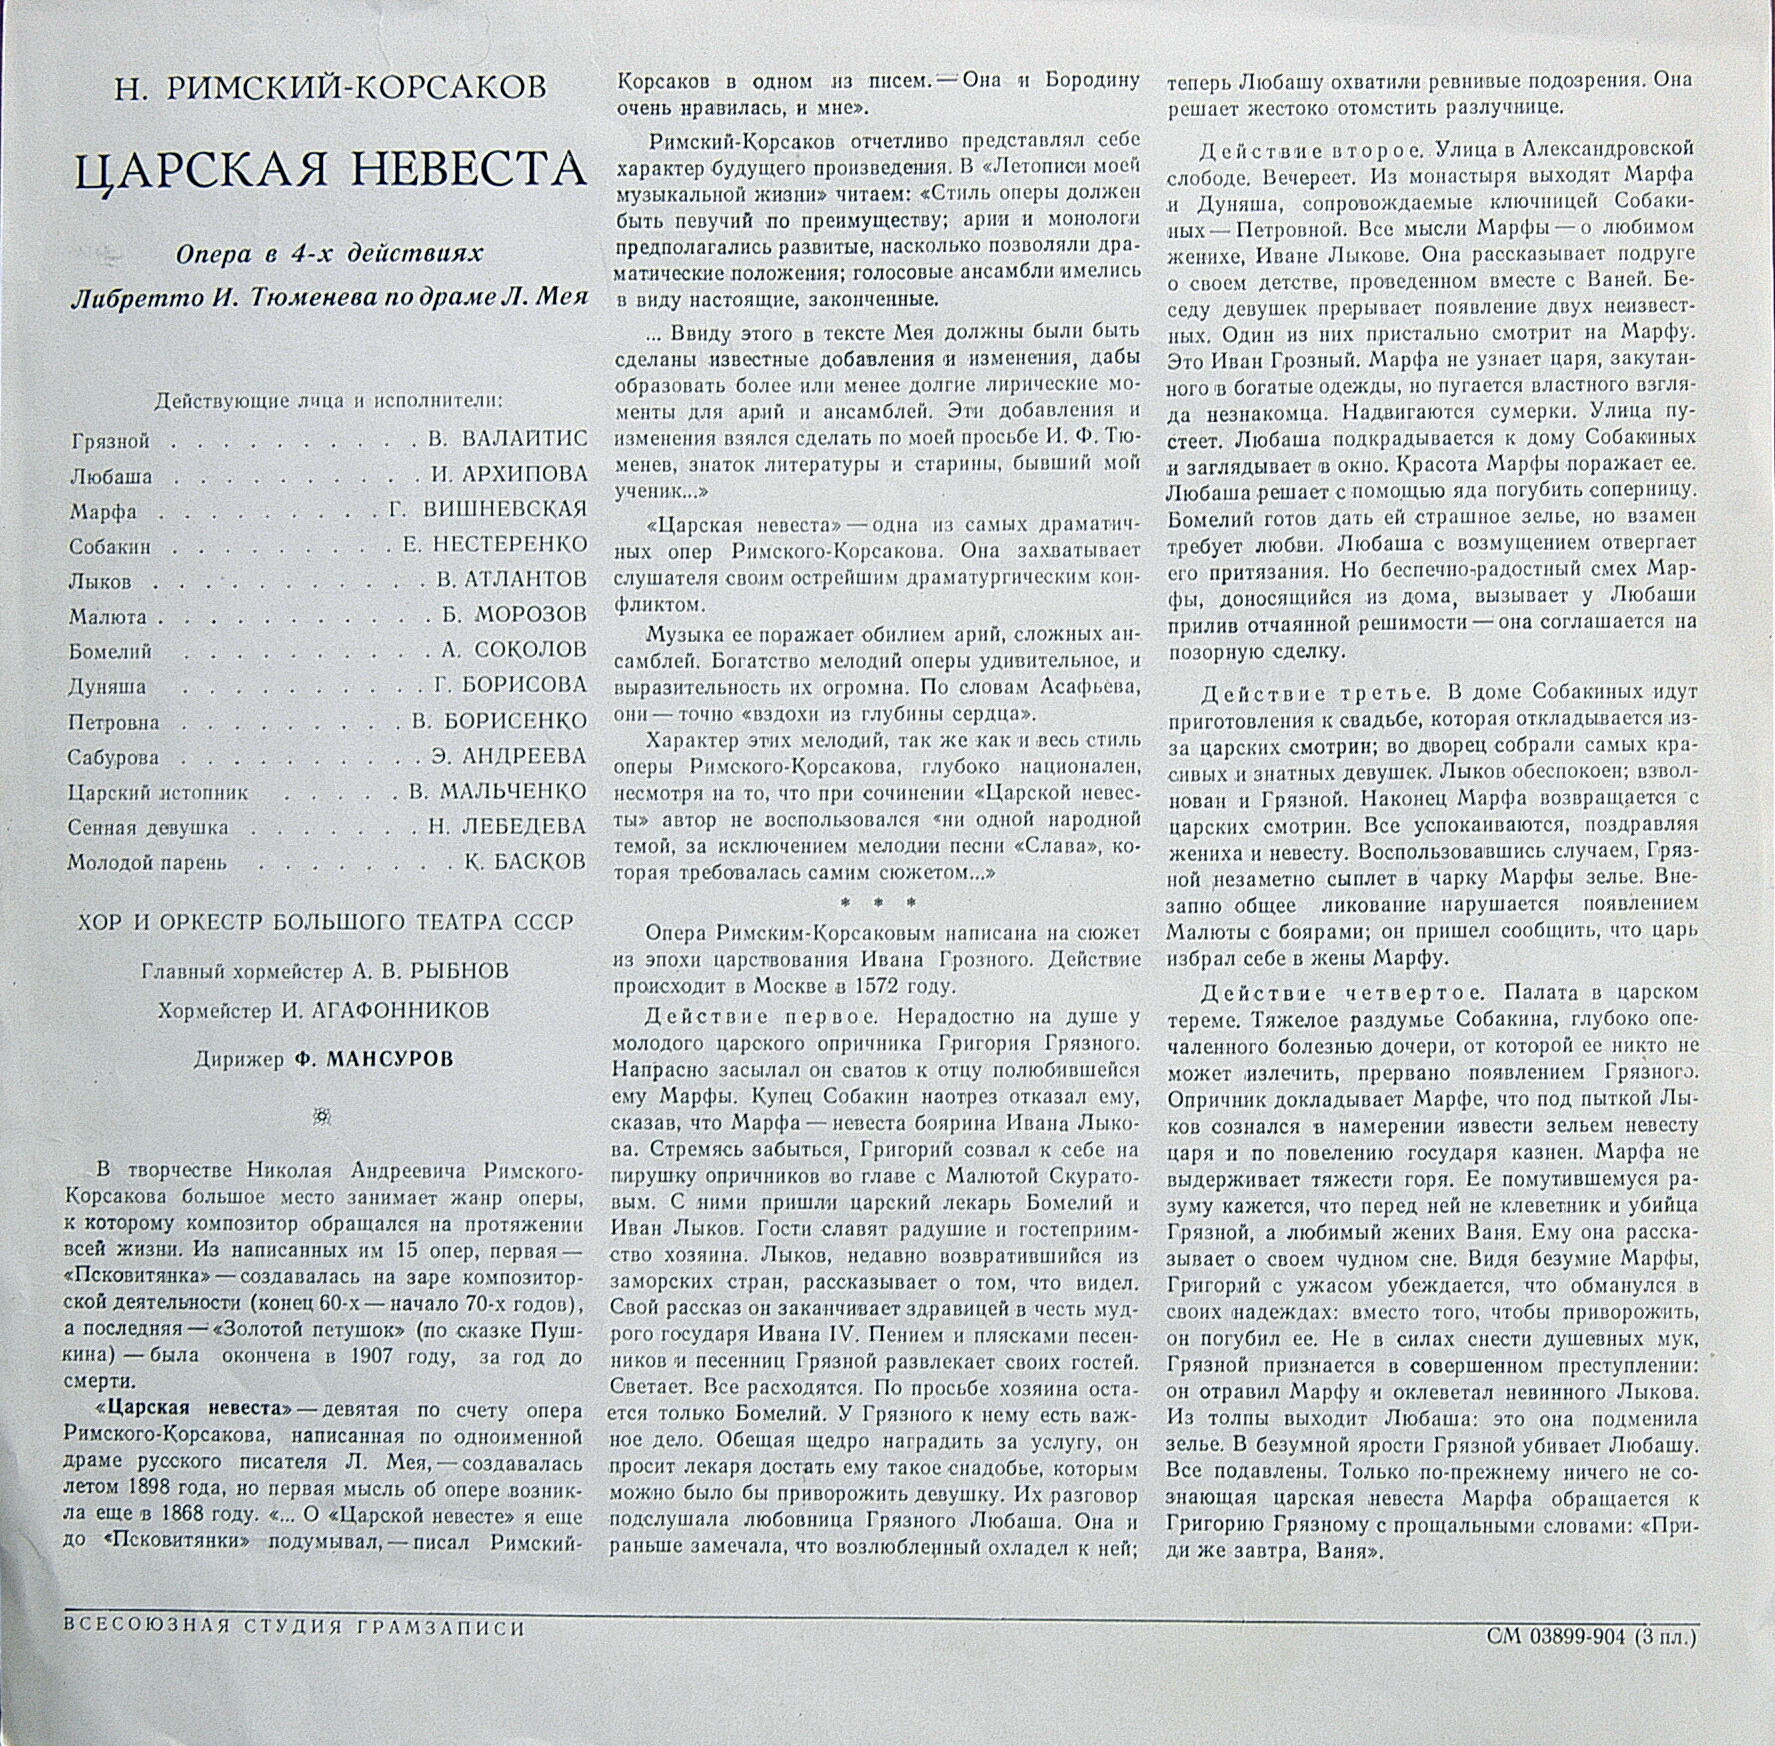 Н. РИМСКИЙ-КОРСАКОВ
ЦАРСКАЯ НЕВЕСТА
Опера в 4-х действиях
Либретто И. Тюменева по драме Л. Мея
Действующие лица и исполнители:
Грязной . . . . . . . . . . В. ВАЛАЙТИС
Любаша . . . . . . . . . . И. АРХИПОВА
Марфа . . . . . . . . . Г. ВИШНЕВСКАЯ
Собакин . . . . . . . . . Е. НЕСТЕРЕНКО
Лыков . . . . . . . . . . . В. АТЛАНТОВ
Малюта . . . . . . . . . . . Б. МОРОЗОВ
Бомелий . . . . . . . . . . А. СОКОЛОВ
Дуняша . . . . . . . . . . Г. БОРИСОВА
Петровна . . . . . . . . . В. БОРИСЕНКО
Сабурова . . . . . . . . . . Э. АНДРЕЕВА
Царский истопник . . . . . В. МАЛЬЧЕНКО
Сенная девушка . . . . . . . Н. ЛЕБЕДЕВА
Молодой парень . . . . . . . К. БАСКОВ
ХОР И ОРКЕСТР БОЛЬШОГО ТЕАТРА СССР
Главный хормейстер А. В. РЫБНОВ
Хормейстер И. АГАФОННИКОВ
Дирижер Ф. МАНСУРОВ
В творчестве Николая Андреевича Римского-
Корсакова большое место занимает жанр оперы,
к которому композитор обращался на протяжении
всей жизни. Из написанных им 15 опер, первая —
«Псковитянка» — создавалась на заре композитор-
ской деятельности (конец 60-х — начало 70-х годов),
а последняя — «Золотой петушок» (по сказке Пуш-
кина) — была окончена в 1907 году, за год до
смерти.
«Царская невеста» — девятая по счету опера
Римского-Корсакова, написанная по одноименной
драме русского писателя Л. Мея, — создавалась
летом 1898 года, но первая мысль об опере возник-
ла еще в 1868 году. «... О «Царской невесте» я еще
до «Псковитянки» подумывал, — писал Римский-
Корсаков в одном из писем. — Она и Бородину
очень нравилась, и мне».
Римский-Корсаков отчетливо представлял себе
характер будущего произведения. В «Летописи моей
музыкальной жизни» читаем: «Стиль оперы должен
быть певучий по преимуществу; арии и монологи
предполагались развитые, насколько позволяли дра-
матические положения; голосовые ансамбли имелись
в виду настоящие, законченные.
... Ввиду этого в тексте Мея должны были быть
сделаны известные добавления и изменения, дабы
образовать более или менее долгие лирические мо-
менты для арий и ансамблей. Эти добавления и
изменения взялся сделать по моей просьбе И. Ф. Тю-
менев, знаток литературы и старины, бывший мой
ученик...»
«Царская невеста» — одна из самых драматич-
ных опер Римского-Корсакова. Она захватывает
слушателя своим острейшим драматургическим кон-
фликтом.
Музыка ее поражает обилием арий, сложных ан-
самблей. Богатство мелодий оперы удивительное, и
выразительность их огромна. По словам Асафьева,
они — точно «вздохи из глубины сердца».
Характер этих мелодий, так же как и весь стиль
оперы Римского-Корсакова, глубоко национален,
несмотря на то, что при сочинении «Царской невес-
ты» автор не воспользовался «ни одной народной
темой, за исключением мелодии песни «Слава», ко-
торая требовалась самим сюжетом...»
* * *
Опера Римским-Корсаковым написана на сюжет
из эпохи царствования Ивана Грозного. Действие
происходит в Москве в 1572 году.
Действие первое. Нерадостно на душе у
молодого царского опричника Григория Грязного.
Напрасно засылал он сватов к отцу полюбившейся
ему Марфы. Купец Собакин наотрез отказал ему,
сказав, что Марфа — невеста боярина Ивана Лыко-
ва. Стремясь забыться, Григорий созвал к себе на
пирушку опричников во главе с Малютой Скурато-
вым. С ними пришли царский лекарь Бомелий и
Иван Лыков. Гости славят радушие и гостеприим-
ство хозяина. Лыков, недавно возвратившийся из
заморских стран, рассказывает о том, что видел.
Свой рассказ он заканчивает здравицей в честь муд-
рого государя Ивана IV. Пением и плясками песен-
ников и песенниц Грязной развлекает своих гостей.
Светает. Все расходятся. По просьбе хозяина оста-
ется только Бомелий. У Грязного к нему есть важ-
ное дело. Обещая щедро наградить за услугу, он
просит лекаря достать ему такое снадобье, которым
можно было бы приворожить девушку. Их разговор
подслушала любовница Грязного Любаша. Она и
раньше замечала, что возлюбленный охладел к ней;
теперь Любашу охватили ревнивые подозрения. Она
решает жестоко отомстить разлучнице.
Действие второе. Улица в Александровской
слободе. Вечереет. Из монастыря выходят Марфа
и Дуняша, сопровождаемые ключницей Собаки-
ных — Петровной. Все мысли Марфы — о любимом
женихе, Иване Лыкове. Она рассказывает подруге
о своем детстве, проведенном вместе с Ваней. Бе-
седу девушек прерывает появление двух неизвест-
ных. Один из них пристально смотрит на Марфу.
Это Иван Грозный. Марфа не узнает царя, закутан-
ного в богатые одежды, но пугается властного взгля-
да незнакомца. Надвигаются сумерки. Улица пу-
стеет. Любаша подкрадывается к дому Собакиных
и заглядывает в окно. Красота Марфы поражает ее.
Любаша решает с помощью яда погубить соперницу.
Бомелий готов дать ей страшное зелье, но взамен
требует любви. Любаша с возмущением отвергает
его притязания. Но беспечно-радостный смех Мар-
фы, доносящийся из дома, вызывает у Любаши
прилив отчаянной решимости — она соглашается на
позорную сделку.
Действие третье. В доме Собакиных идут
приготовления к свадьбе, которая откладывается из-
за царских смотрин; во дворец собрали самых кра-
сивых и знатных девушек. Лыков обеспокоен; взвол-
нован и Грязной. Наконец Марфа возвращается с
царских смотрин. Все успокаиваются, поздравляя
жениха и невесту. Воспользовавшись случаем, Гряз-
ной незаметно сыплет в чарку Марфы зелье. Вне-
запно общее ликование нарушается появлением
Малюты с боярами; он пришел сообщить, что царь
избрал себе в жены Марфу.
Действие четвертое. Палата в царском
тереме. Тяжелое раздумье Собакина, глубоко опе-
чаленного болезнью дочери, от которой ее никто не
может излечить, прервано появлением Грязного.
Опричник докладывает Марфе, что под пыткой Лы-
ков сознался в намерении извести зельем невесту
царя и по повелению государя казнен. Марфа не
выдерживает тяжести горя. Ее помутившемуся ра-
зуму кажется, что перед ней не клеветник и убийца
Грязной, а любимый жених Ваня. Ему она расска-
зывает о своем чудном сне. Видя безумие Марфы,
Григорий с ужасом убеждается, что обманулся в
своих надеждах: вместо того, чтобы приворожить,
он погубил ее. Не в силах снести душевных мук,
Грязной признается в совершенном преступлении:
он отравил Марфу и оклеветал невинного Лыкова.
Из толпы выходит Любаша: это она подменила
зелье. В безумной ярости Грязной убивает Любашу.
Все подавлены. Только по-прежнему ничего не со-
знающая царская невеста Марфа обращается к
Григорию Грязному с прощальными словами: «При-
ди же завтра, Ваня».
ВСЕСОЮЗНАЯ СТУДИЯ ГРАМЗАПИСИ
СМ 03899-904 (3 пл.)